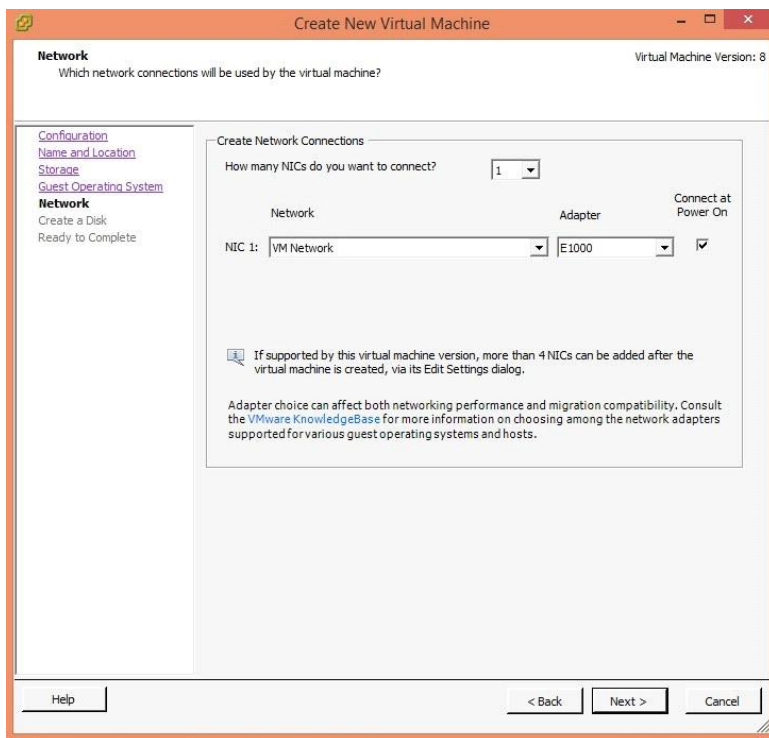 Create New Virtual Machine
Network
Which network connections will be used by the virtual machine?
Virtual Machine Version: 8
Configuration
Name and Location
Storage
Guest Operating System
Network
Create a Disk
Ready to Complete
Create Network Connections
How many NICs do you want to connect?
1
Network
Adapter
Connect at
Power On
NIC 1:
VM Network
E1000
If supported by this virtual machine version, more than 4 NICs can be added after the
virtual machine is created, via its Edit Settings dialog.
Adapter choice can affect both networking performance and migration compatibility. Consult
the VMware KnowledgeBase for more information on choosing among the network adapters
supported for various guest operating systems and hosts.
Help
< Back
Next >
Cancel